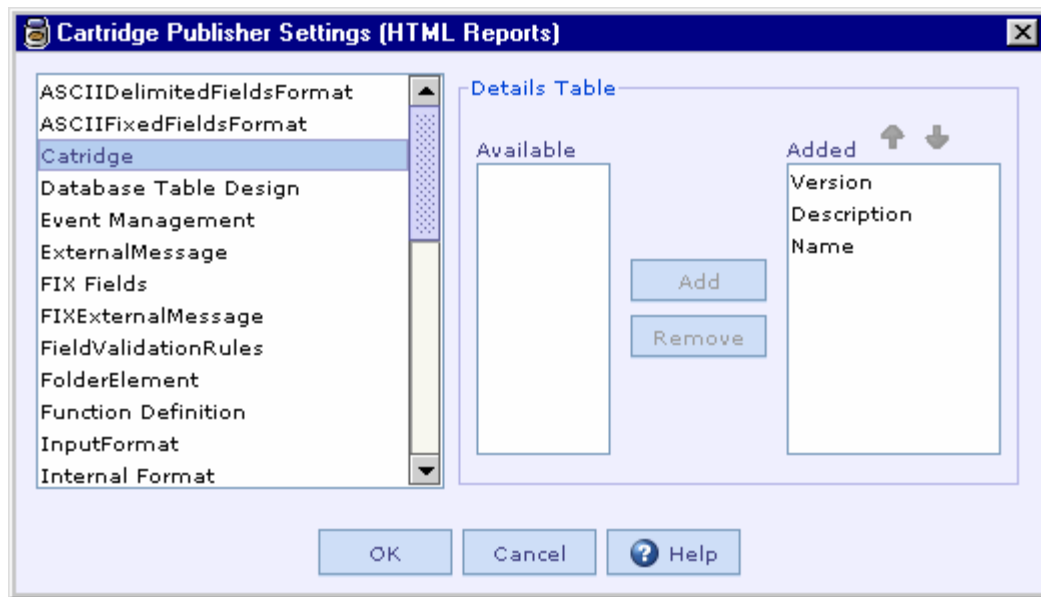 Cartridge Publisher Settings (HTML Reports)
ASCIIDelimitedFieldsFormat
ASCIIFixedFieldsFormat
Catridge
Database Table Design
Event Management
ExternalMessage
FIX Fields
FIXExternalMessage
FieldValidationRules
FolderElement
Function Definition
InputFormat
Internal Format
Details Table
Available
Added
Version
Description
Name
Add
Remove
OK
Cancel
? Help